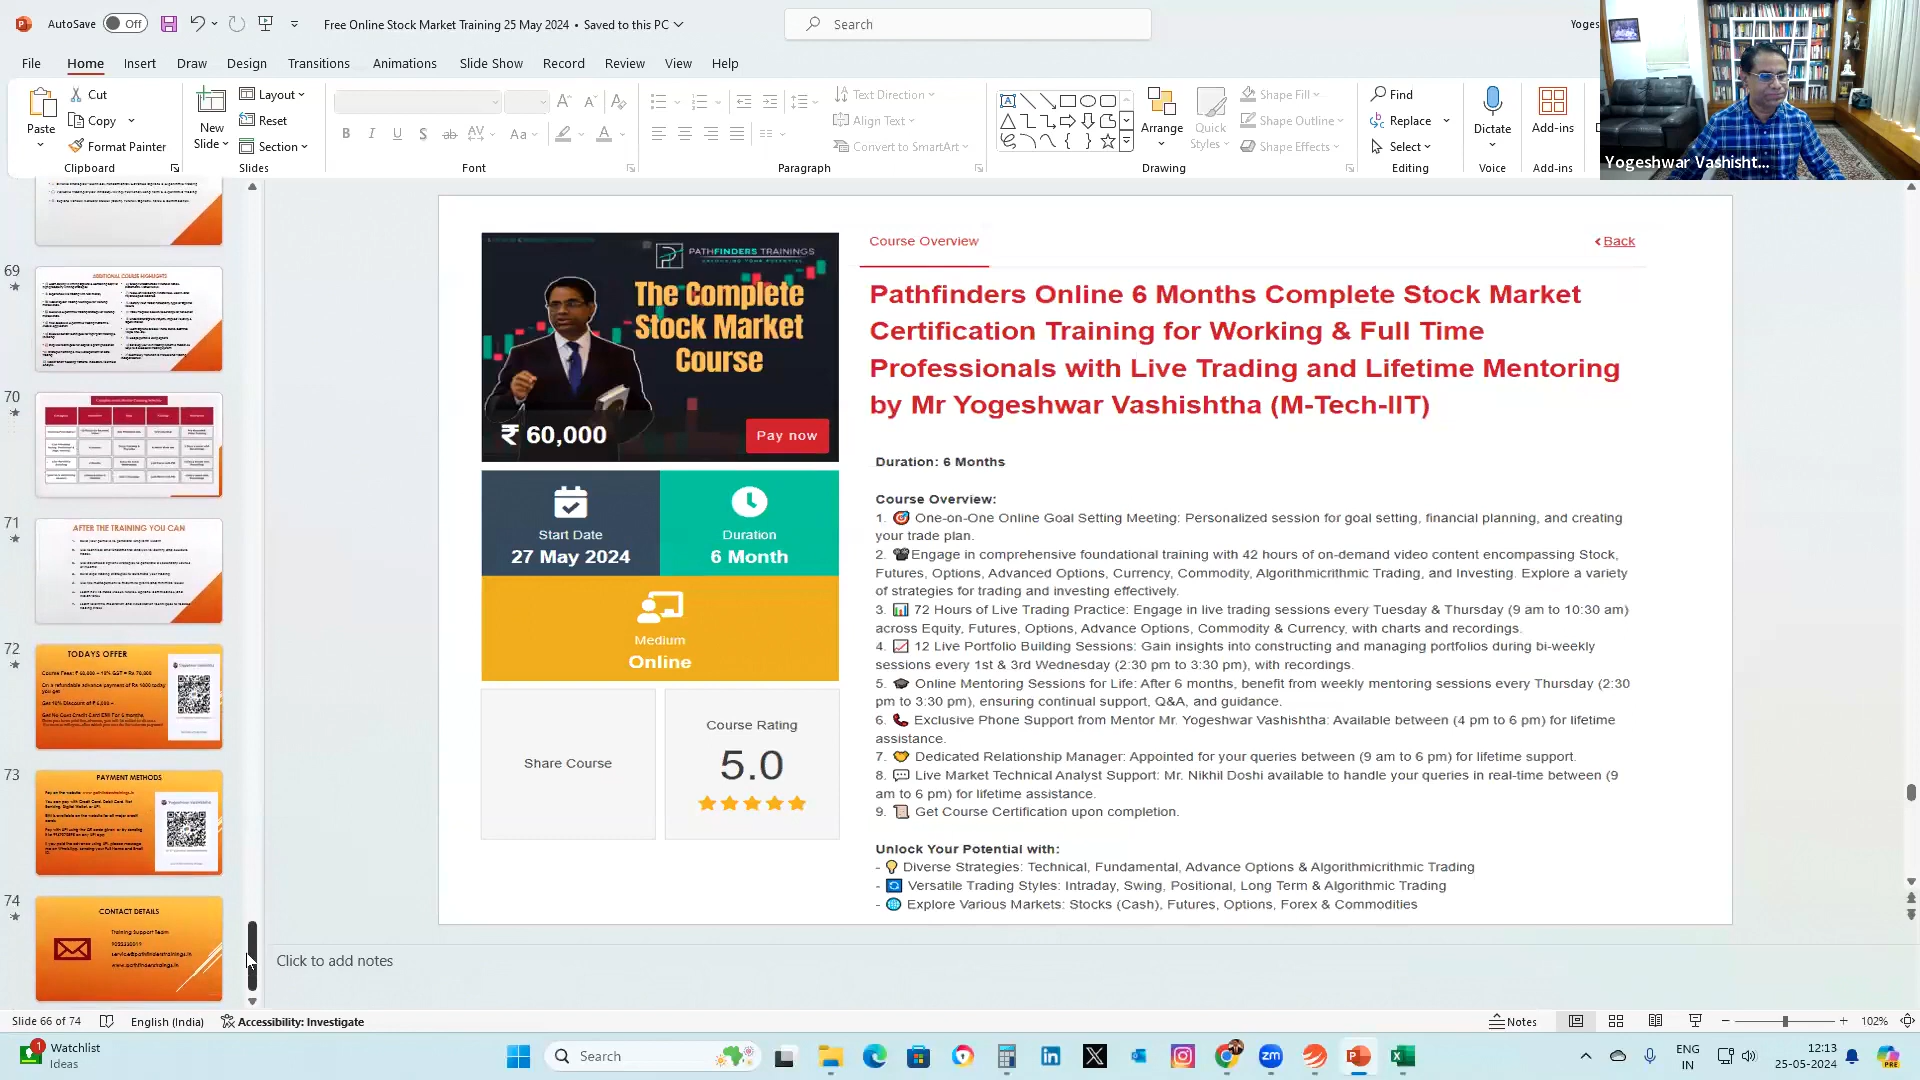 AutoSave Off
Free Online Stock Market Training 25 May 2024 • Saved to this PC
Search
Yoges
File Home Insert Draw Design Transitions Animations Slide Show Record Review View Help
Paste
Cut
Copy
Format Painter
Clipboard
New
Slide
Layout
Reset
Section
Slides
Font
Text Direction
Align Text
Convert to SmartArt
Paragraph
Arrange
Quick
Styles
Shape Fill
Shape Outline
Shape Effects
Drawing
Find
Replace
Select
Editing
Dictate
Voice
Add-ins
Add-ins
Yogeshwar Vashisht...
69
ADDITIONAL COURSE HIGHLIGHTS
70
71
AFTER THE TRAINING YOU CAN
72
TODAYS OFFER
73
PAYMENT METHODS
74
CONTACT DETAILS
Training Support Team
PATHFINDERS TRAININGS
The Complete
Stock Market
Course
₹ 60,000
Pay now
Start Date
27 May 2024
Duration
6 Month
Medium
Online
Share Course
Course Rating
5.0
Course Overview
Back
Pathfinders Online 6 Months Complete Stock Market
Certification Training for Working & Full Time
Professionals with Live Trading and Lifetime Mentoring
by Mr Yogeshwar Vashishtha (M-Tech-IIT)
Duration: 6 Months
Course Overview:
1. 🎯 One-on-One Online Goal Setting Meeting: Personalized session for goal setting, financial planning, and creating
your trade plan.
2. 🎥Engage in comprehensive foundational training with 42 hours of on-demand video content encompassing Stock,
Futures, Options, Advanced Options, Currency, Commodity, Algorithmicrithmic Trading, and Investing. Explore a variety
of strategies for trading and investing effectively.
3. 📊 72 Hours of Live Trading Practice: Engage in live trading sessions every Tuesday & Thursday (9 am to 10:30 am)
across Equity, Futures, Options, Advance Options, Commodity & Currency, with charts and recordings.
4. 📈 12 Live Portfolio Building Sessions: Gain insights into constructing and managing portfolios during bi-weekly
sessions every 1st & 3rd Wednesday (2:30 pm to 3:30 pm), with recordings.
5. 🎓 Online Mentoring Sessions for Life: After 6 months, benefit from weekly mentoring sessions every Thursday (2:30
pm to 3:30 pm), ensuring continual support, Q&A, and guidance.
6. 📞 Exclusive Phone Support from Mentor Mr. Yogeshwar Vashishtha: Available between (4 pm to 6 pm) for lifetime
assistance.
7. 🤝 Dedicated Relationship Manager: Appointed for your queries between (9 am to 6 pm) for lifetime support.
8. 💬 Live Market Technical Analyst Support: Mr. Nikhil Doshi available to handle your queries in real-time between (9
am to 6 pm) for lifetime assistance.
9. 📜 Get Course Certification upon completion.
Unlock Your Potential with:
- 💡 Diverse Strategies: Technical, Fundamental, Advance Options & Algorithmicrithmic Trading
- 🔄 Versatile Trading Styles: Intraday, Swing, Positional, Long Term & Algorithmic Trading
- 🌐 Explore Various Markets: Stocks (Cash), Futures, Options, Forex & Commodities
Click to add notes
Slide 66 of 74
English (India)
Accessibility: Investigate
Notes
102%
1
Watchlist
Ideas
Search
ENG
IN
12:13
25-05-2024